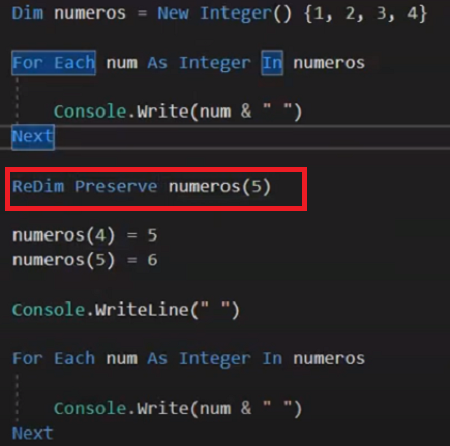 Dim numeros = New Integer() {1, 2, 3, 4}
For Each num As Integer In numeros
Console.Write(num & " ")
Next
ReDim Preserve numeros(5)
numeros(4) = 5
numeros(5) = 6
Console.WriteLine(" ")
For Each num As Integer In numeros
Console.Write(num & " ")
Next